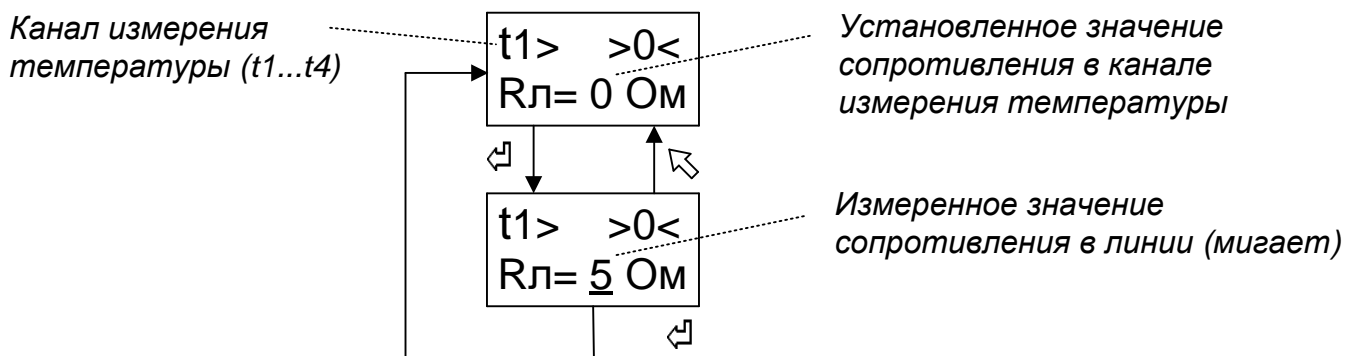 Канал измерения
температуры (t1...t4)
t1> >0<
Rл= 0 Ом
Установленное значение
сопротивления в канале
измерения температуры
t1> >0<
Rл= 5 Ом
Измеренное значение
сопротивления в линии (мигает)